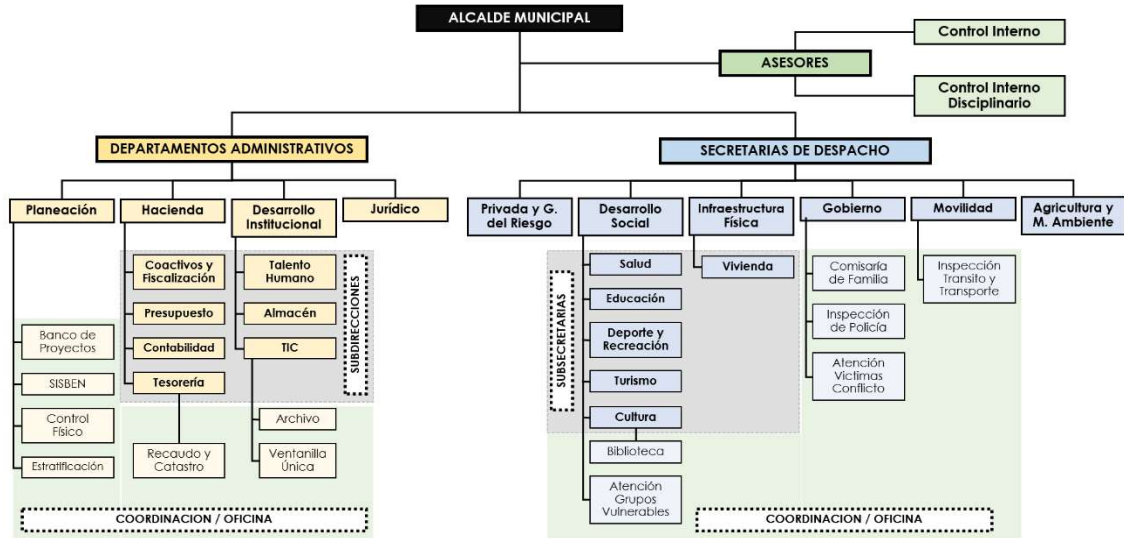 ALCALDE MUNICIPAL
Control Interno
ASESORES
Control Interno
Disciplinario
DEPARTAMENTOS ADMINISTRATIVOS
SECRETARIAS DE DESPACHO
Planeación
Hacienda
Desarrollo
Institucional
Jurídico
Privada y G.
del Riesgo
Desarrollo
Social
Infraestructura
Física
Gobierno
Movilidad
Agricultura y
M. Ambiente
Coactivos y
Fiscalización
Presupuesto
Contabilidad
Tesorería
Talento
Humano
Almacén
TIC
SUBDIRECCIONES
Banco de
Proyectos
SISBEN
Control
Físico
Estratificación
Recaudo y
Catastro
Archivo
Ventanilla
Única
COORDINACION / OFICINA
SUBSECRETARIAS
Salud
Educación
Deporte y
Recreación
Turismo
Cultura
Biblioteca
Atención
Grupos
Vulnerables
Vivienda
Comisaría
de Familia
Inspección
de Policía
Atención
Victimas
Conflicto
Inspección
Transito y
Transporte
COORDINACION / OFICINA